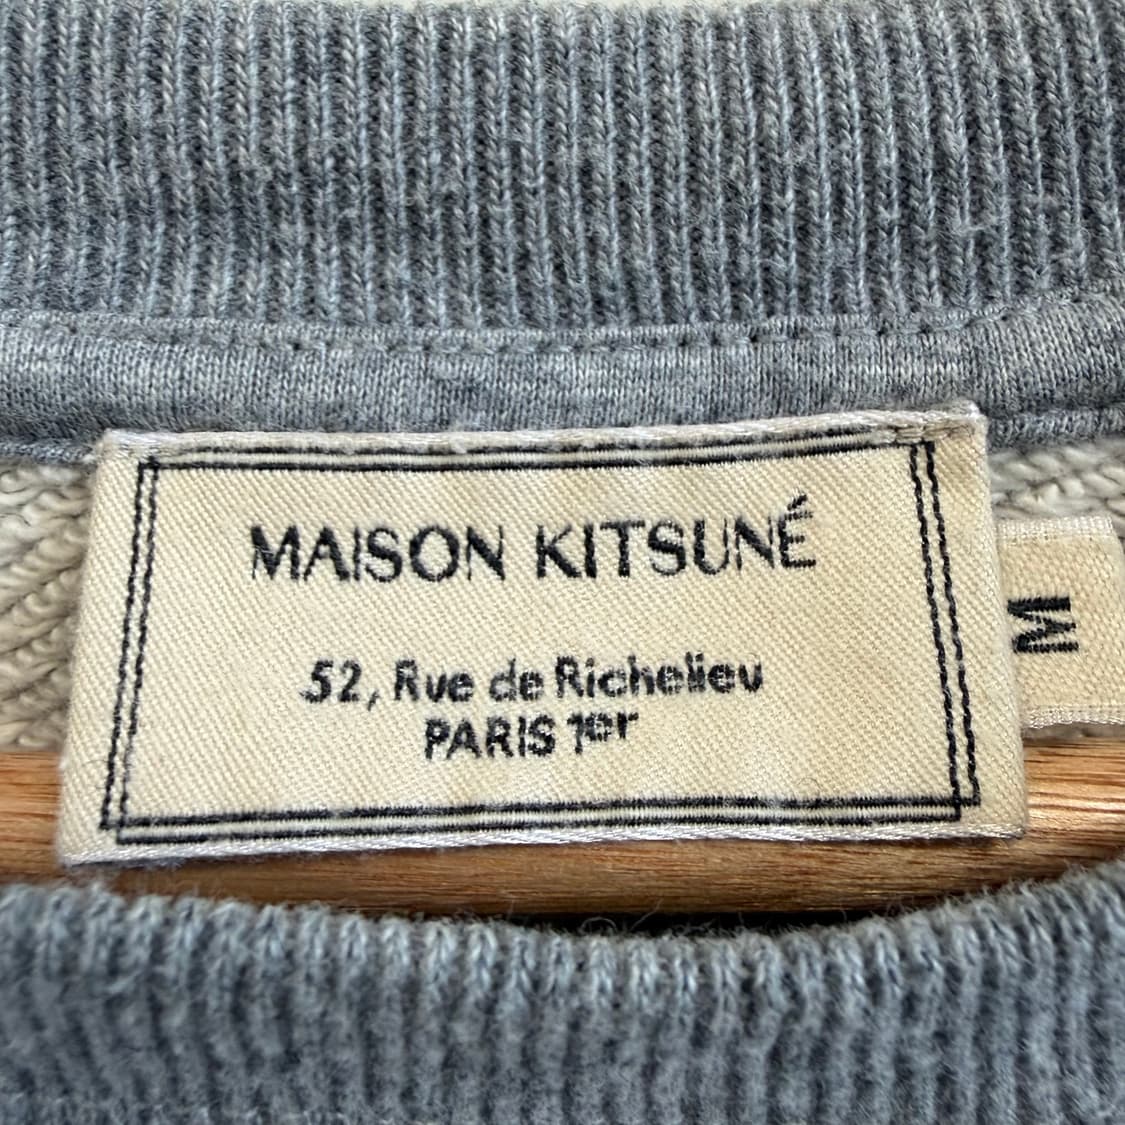 MAISON KITSUNÉ
52, Rue de Richelieu
PARIS 1er
M